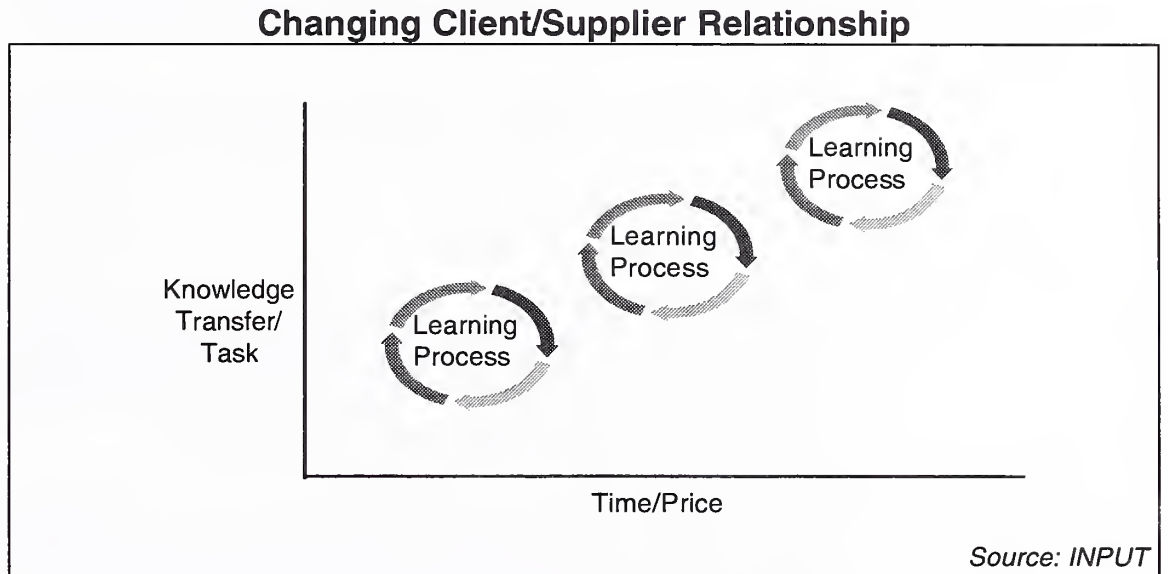 Changing Client/Supplier Relationship
Learning
Process
Learning
Process
Knowledge
Transfer/
Task
Learning
Process
Time/Price
Source: INPUT